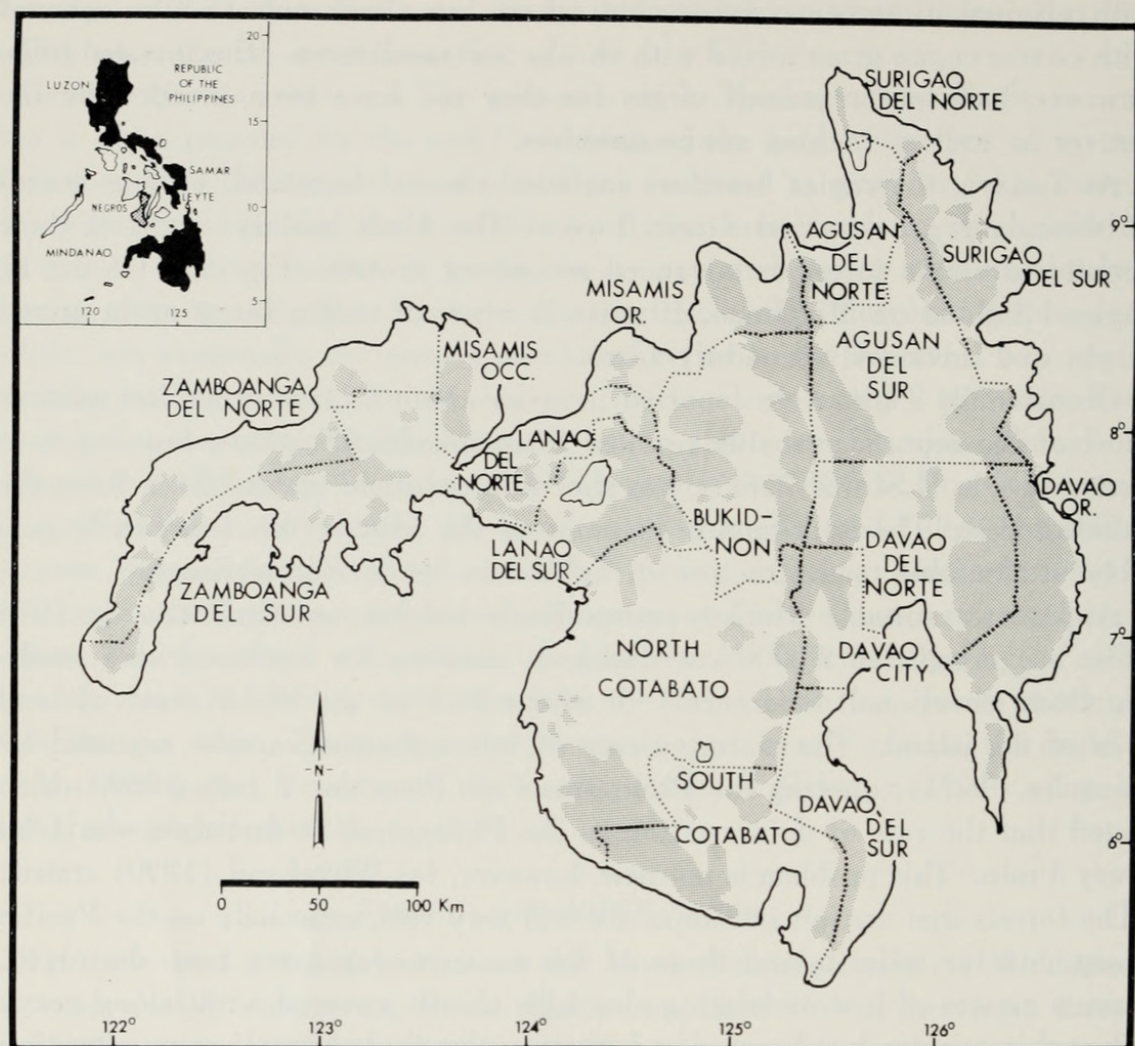 20
REPUBLIC
OF THE
PHILIPPINES
LUZON
15
SAMAR
LEYTE
NEGROS
10
MINDANAO
5
120
125
SURIGAO
DEL NORTE
9°
AGUSAN
DEL
NORTE
SURIGAO
DEL SUR
MISAMIS
OR.
MISAMIS
OCC.
AGUSAN
DEL
SUR
ZAMBOANGA
DEL NORTE
8°
LANAO
DEL
NORTE
DAVAO
OR.
BUKID-
NON
LANAO
DEL SUR
DAVAO
DEL
NORTE
ZAMBOANGA
DEL SUR
7°
NORTH
COTABATO
DAVAO
CITY
-N-
SOUTH
COTABATO
DAVAO
DEL
SUR
6°
0
50
100 Km
122°
123°
124°
125°
126°